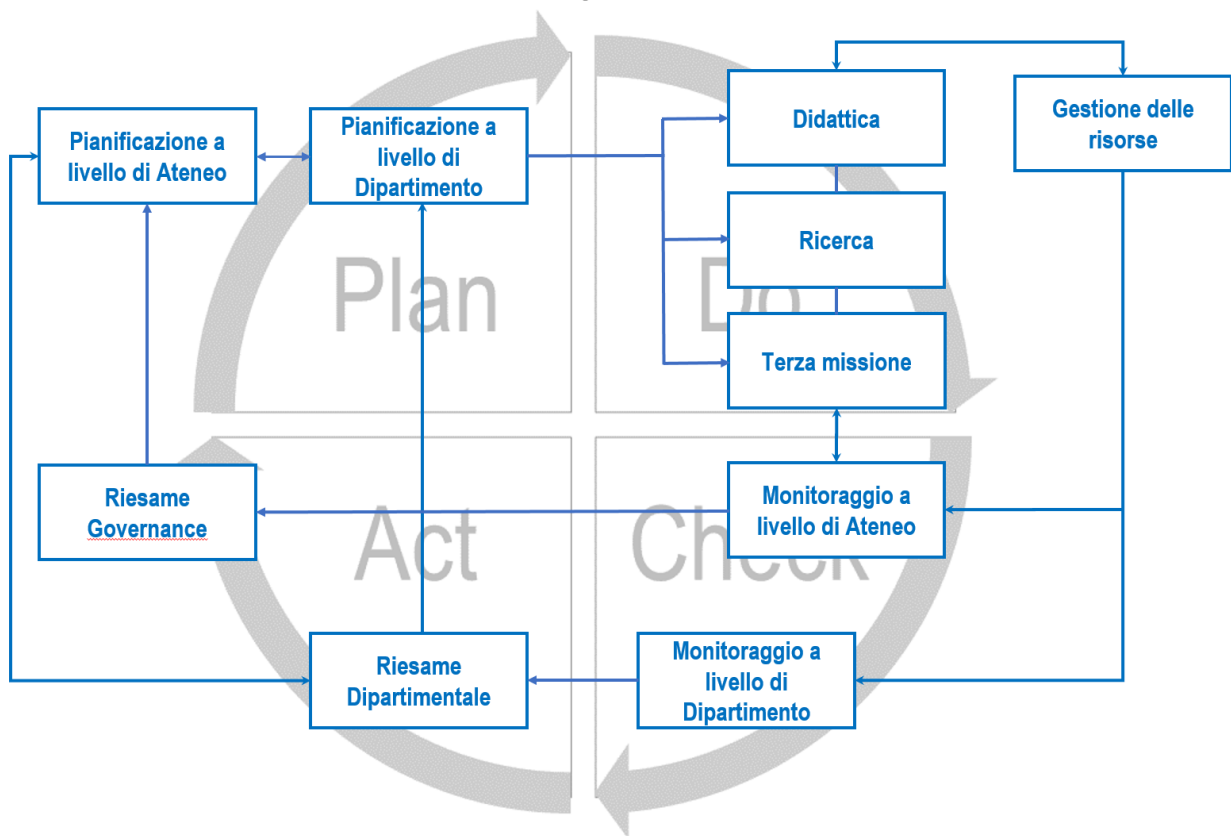 Pianificazione a
livello di Ateneo
Pianificazione a
livello di
Dipartimento
Didattica
Gestione delle
risorse
Ricerca
Plan
Do
Terza missione
Riesame
Governance
Monitoraggio a
livello di Ateneo
Act
Check
Riesame
Dipartimentale
Monitoraggio a
livello di
Dipartimento